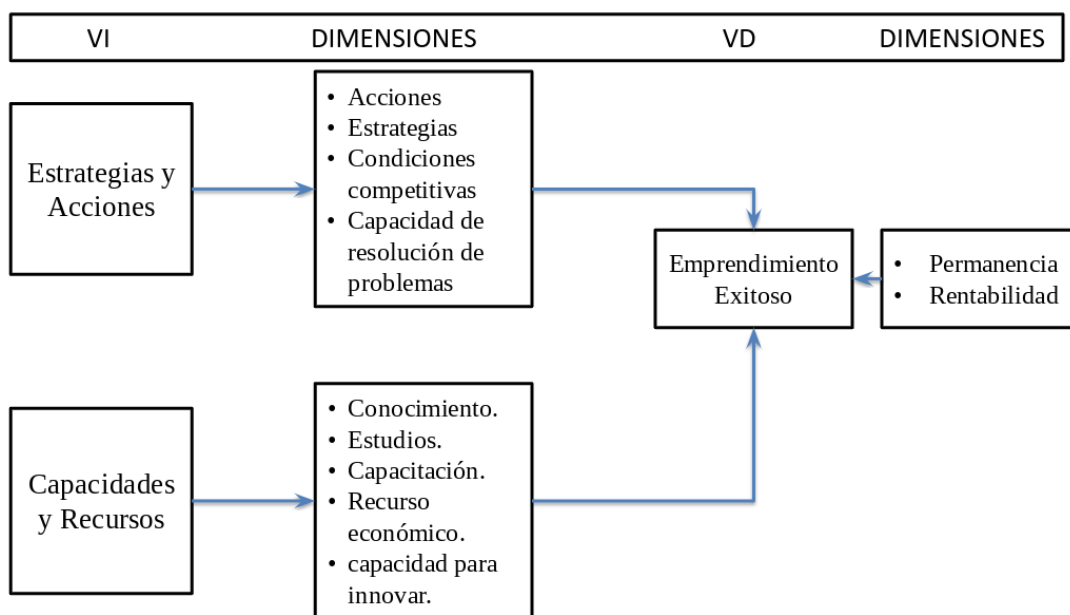 VI DIMENSIONES VD DIMENSIONES
Estrategias y
Acciones
• Acciones
• Estrategias
• Condiciones
competitivas
• Capacidad de
resolución de
problemas
Emprendimiento
Exitoso
• Permanencia
• Rentabilidad
Capacidades
y Recursos
• Conocimiento.
• Estudios.
• Capacitación.
• Recurso
económico.
• capacidad para
innovar.